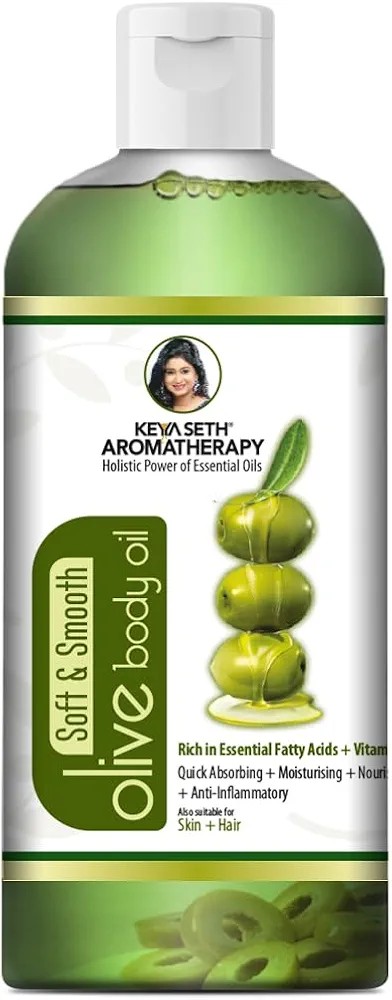 KEYA SETH®
AROMATHERAPY
Holistic Power of Essential Oils
Soft & Smooth
olive body oil
Rich in Essential Fatty Acids + Vitam
Quick Absorbing + Moisturising + Nouri
+ Anti-Inflammatory
Also suitable for
Skin + Hair